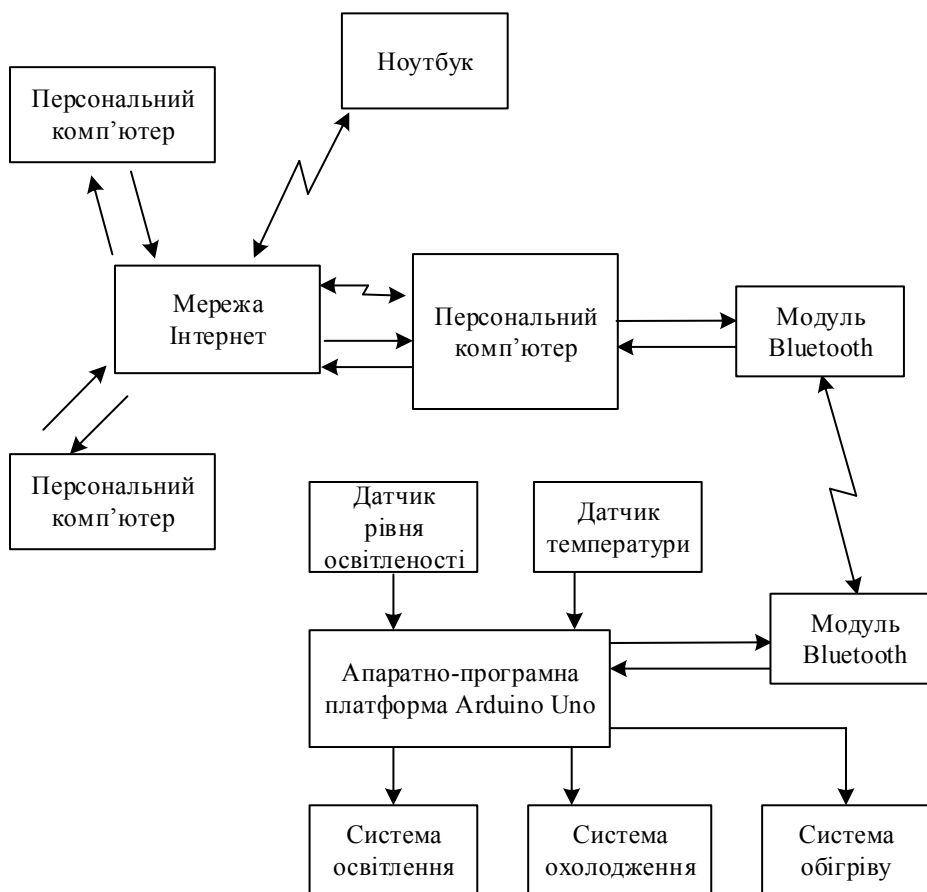 Ноутбук
Персональний
комп’ютер
Мережа
Інтернет
Персональний
комп’ютер
Модуль
Bluetooth
Персональний
комп’ютер
Датчик
рівня
освітленості
Датчик
температури
Модуль
Bluetooth
Апаратно-програмна
платформа Arduino Uno
Система
освітлення
Система
охолодження
Система
обігріву